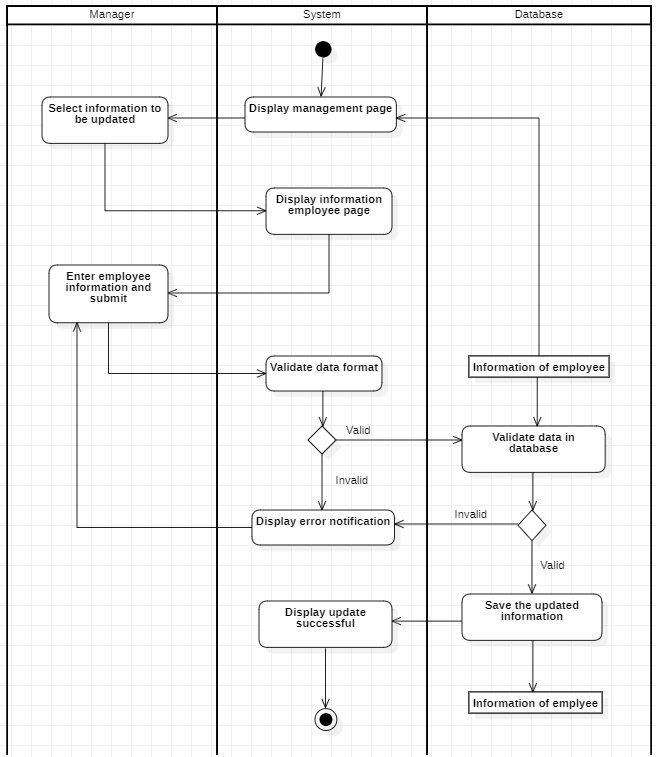 Manager
System
Database
Display management page
Select information to
be updated
Display information
employee page
Enter employee
information and
submit
Validate data format
Information of employee
Valid
Validate data in
database
Invalid
Display error notification
Invalid
Valid
Display update
successful
Save the updated
information
Information of emplyee